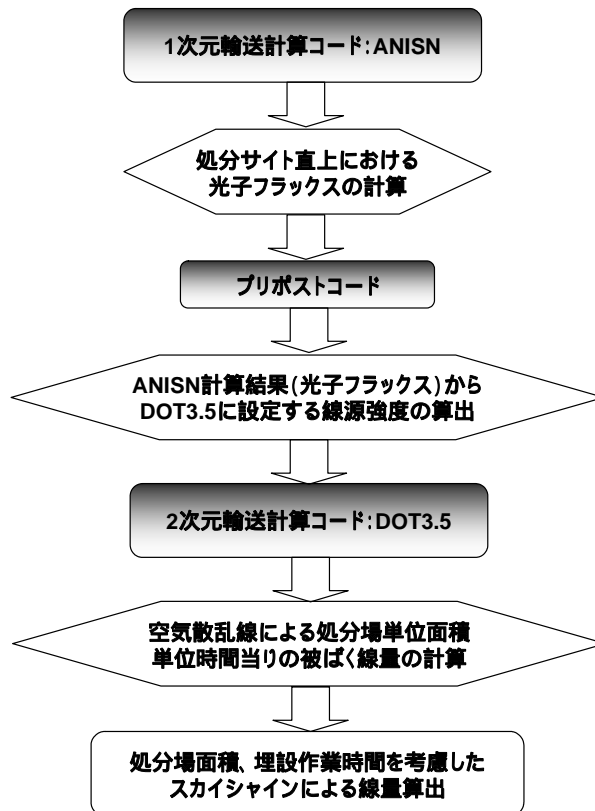 1次元輸送計算コード:ANISN
処分サイト直上における
光子フラックスの計算
プリポストコード
ANISN計算結果(光子フラックス)から
DOT3.5に設定する線源強度の算出
2次元輸送計算コード:DOT3.5
空気散乱線による処分場単位面積
単位時間当りの被ばく線量の計算
処分場面積、埋設作業時間を考慮した
スカイシャインによる線量算出